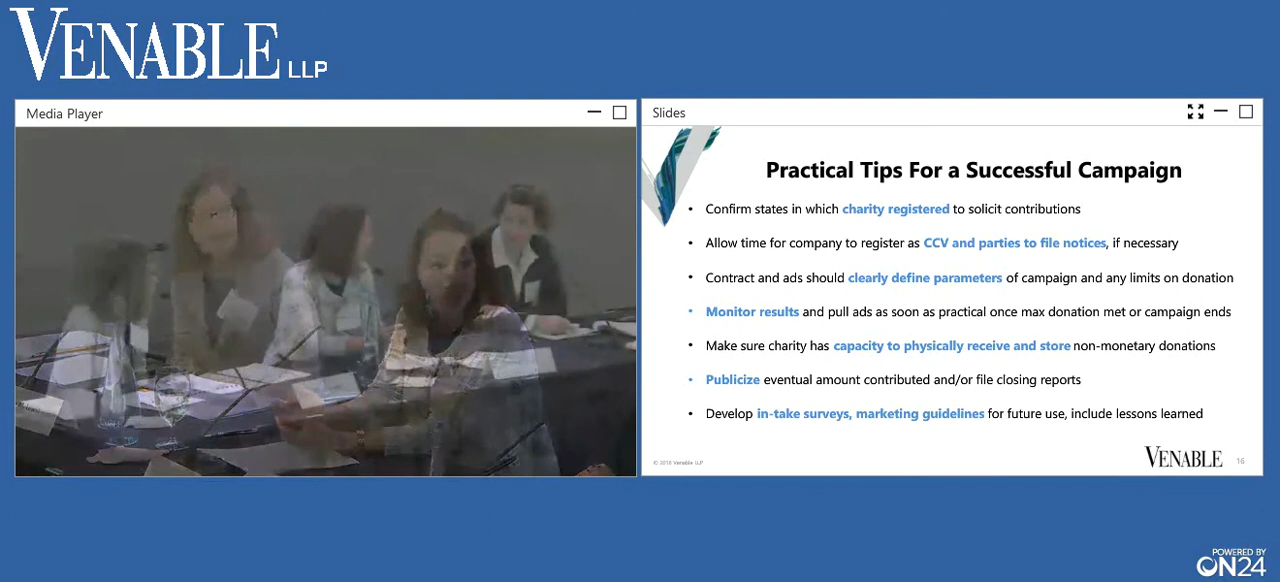 VENABLE LLP
Media Player
Slides
Practical Tips For a Successful Campaign
• Confirm states in which charity registered to solicit contributions
• Allow time for company to register as CCV and parties to file notices, if necessary
• Contract and ads should clearly define parameters of campaign and any limits on donation
• Monitor results and pull ads as soon as practical once max donation met or campaign ends
• Make sure charity has capacity to physically receive and store non-monetary donations
• Publicize eventual amount contributed and/or file closing reports
• Develop in-take surveys, marketing guidelines for future use, include lessons learned
© 2018 Venable LLP
VENABLE 16
POWERED BY
ON24